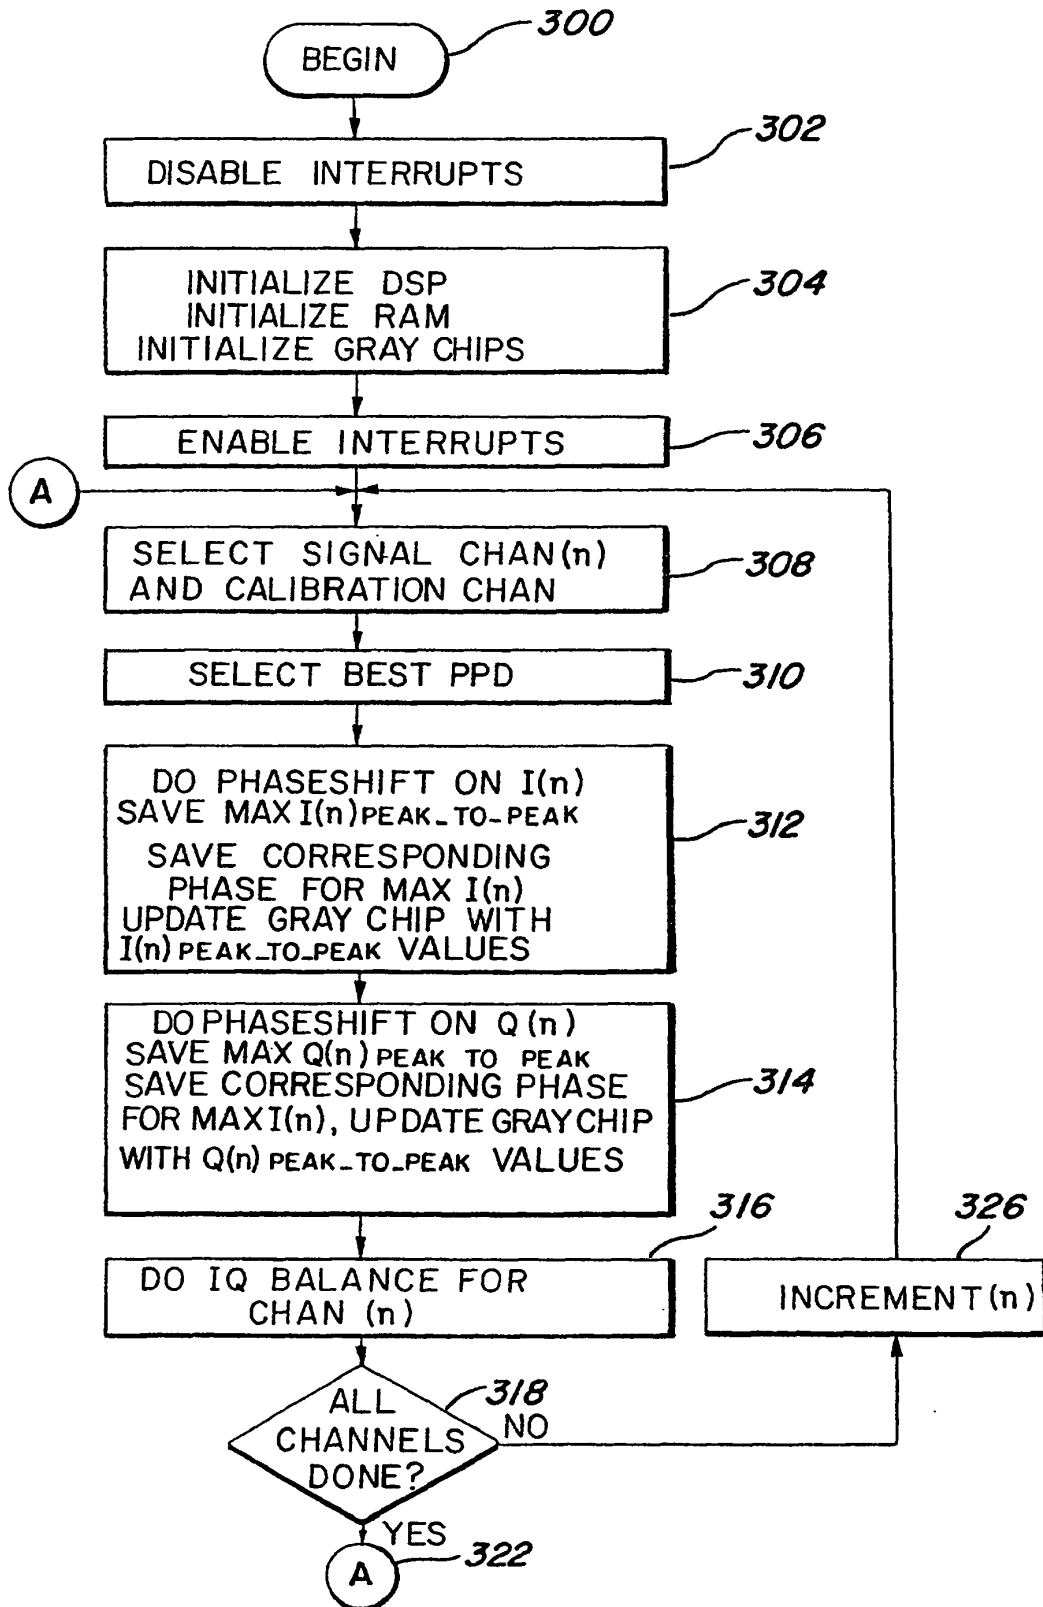 300
BEGIN
302
DISABLE INTERRUPTS
304
INITIALIZE DSP
INITIALIZE RAM
INITIALIZE GRAY CHIPS
306
ENABLE INTERRUPTS
A
SELECT SIGNAL CHAN(n)
AND CALIBRATION CHAN
308
SELECT BEST PPD
310
DO PHASESHIFT ON I(n)
SAVE MAX I(n) PEAK_TO_PEAK
SAVE CORRESPONDING
PHASE FOR MAX I(n)
UPDATE GRAY CHIP WITH
I(n) PEAK_TO_PEAK VALUES
312
DO PHASESHIFT ON Q(n)
SAVE MAX Q(n) PEAK TO PEAK
SAVE CORRESPONDING PHASE
FOR MAX I(n), UPDATE GRAY CHIP
WITH Q(n) PEAK_TO_PEAK VALUES
314
316
DO IQ BALANCE FOR
CHAN (n)
326
INCREMENT(n)
318
ALL
CHANNELS
DONE?
NO
YES
A
322